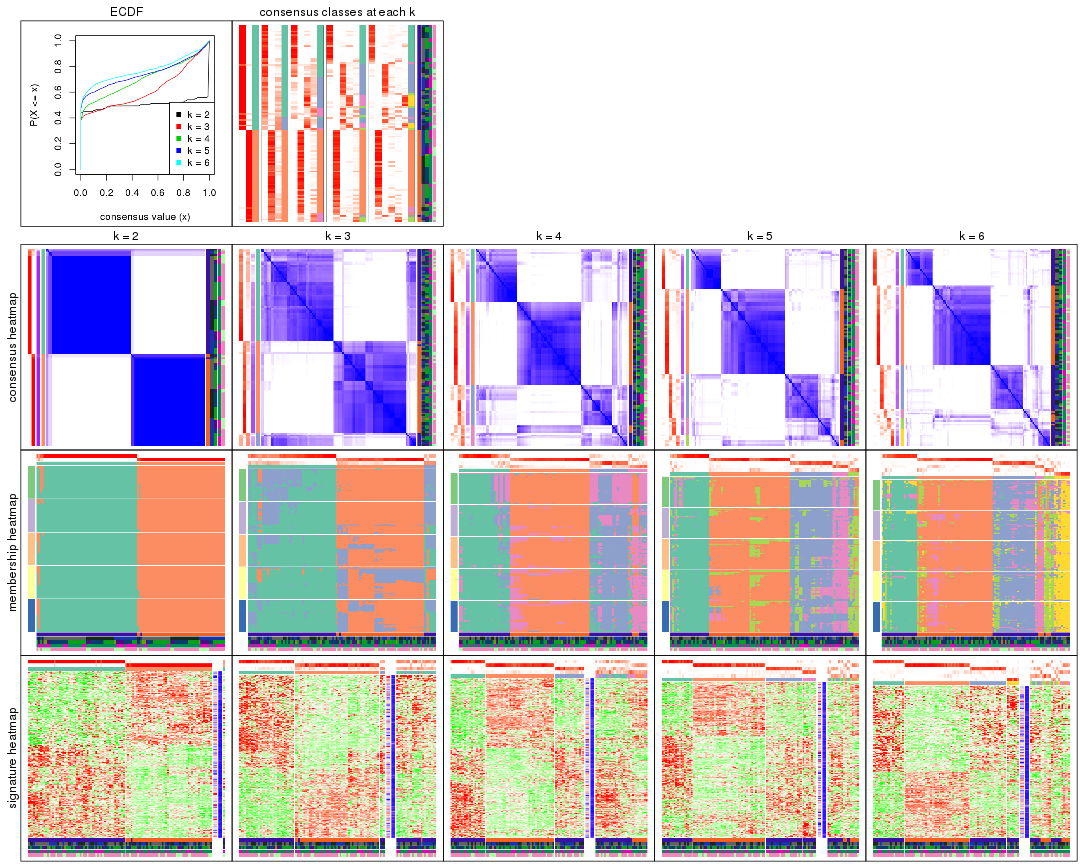 ECDF
consensus classes at each k
P(X <= x)
0.0 0.2 0.4 0.6 0.8 1.0
k = 2
k = 3
k = 4
k = 5
k = 6
0.0 0.2 0.4 0.6 0.8 1.0
consensus value (x)
k = 2
k = 3
k = 4
k = 5
k = 6
consensus heatmap
membership heatmap
signature heatmap